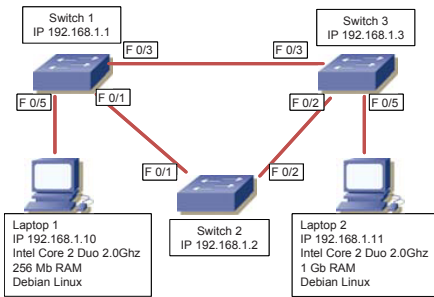 Switch 1
IP 192.168.1.1
Switch 3
IP 192.168.1.3
F 0/3
F 0/3
F 0/5
F 0/1
F 0/2
F 0/5
F 0/1
F 0/2
Switch 2
IP 192.168.1.2
Laptop 1
IP 192.168.1.10
Intel Core 2 Duo 2.0Ghz
256 Mb RAM
Debian Linux
Laptop 2
IP 192.168.1.11
Intel Core 2 Duo 2.0Ghz
1 Gb RAM
Debian Linux